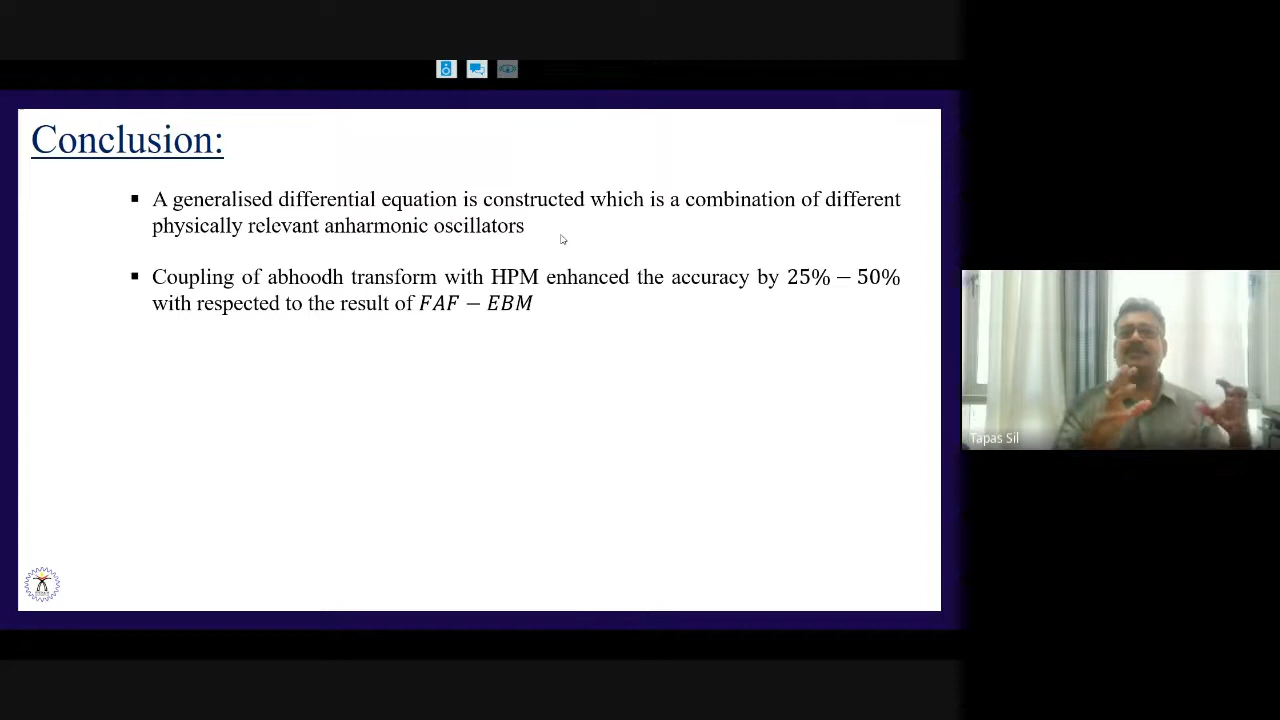 Conclusion:
▪ A generalised differential equation is constructed which is a combination of different
physically relevant anharmonic oscillators
▪ Coupling of abhoodh transform with HPM enhanced the accuracy by 25% − 50%
with respected to the result of FAF − EBM
Tapas Sil